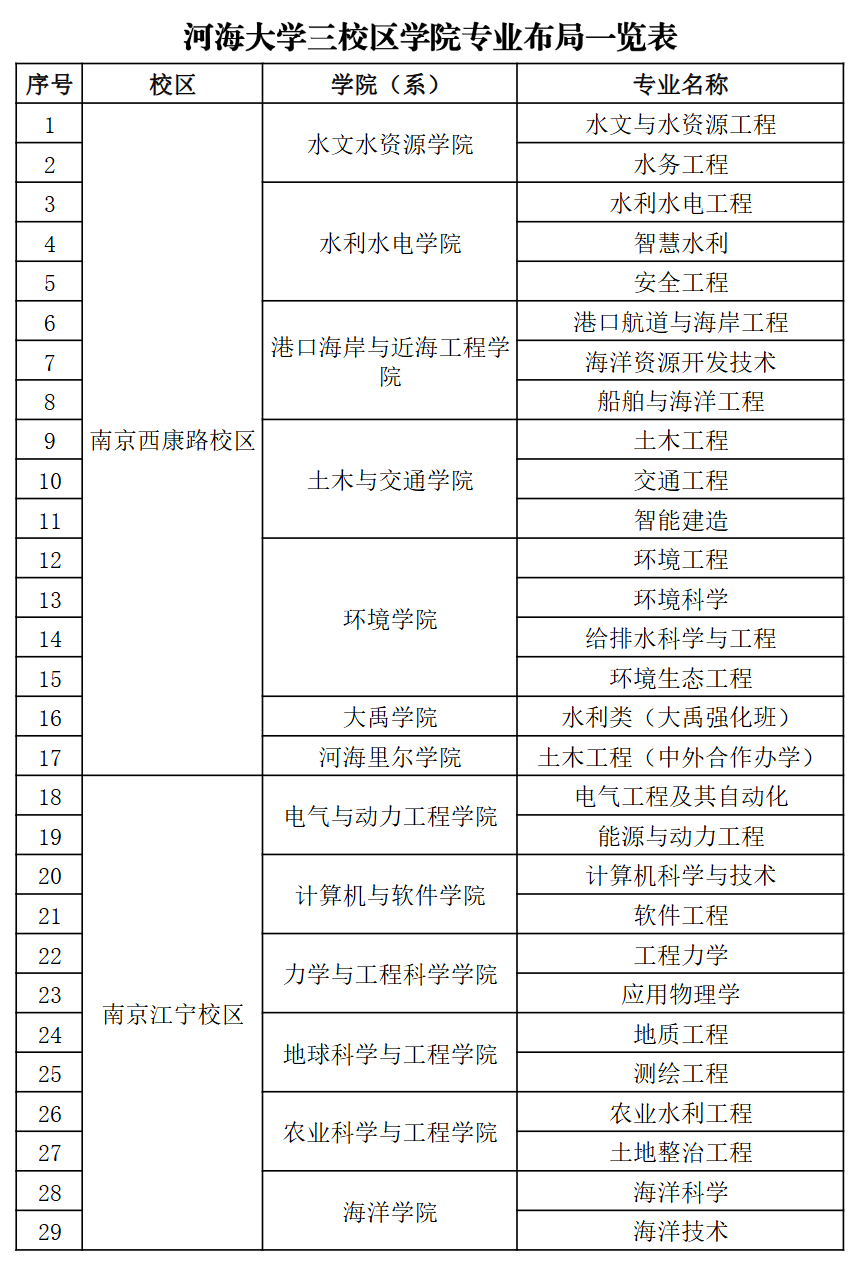 河海大学三校区学院专业布局一览表
序号 校区 学院（系） 专业名称
1 南京西康路校区 水文水资源学院 水文与水资源工程
2 水务工程
3 水利水电学院 水利水电工程
4 智慧水利
5 安全工程
6 港口海岸与近海工程学院 港口航道与海岸工程
7 海洋资源开发技术
8 船舶与海洋工程
9 土木与交通学院 土木工程
10 交通工程
11 智能建造
12 环境学院 环境工程
13 环境科学
14 给排水科学与工程
15 环境生态工程
16 大禹学院 水利类（大禹强化班）
17 河海里尔学院 土木工程（中外合作办学）
18 南京江宁校区 电气与动力工程学院 电气工程及其自动化
19 能源与动力工程
20 计算机与软件学院 计算机科学与技术
21 软件工程
22 力学与工程科学学院 工程力学
23 应用物理学
24 地球科学与工程学院 地质工程
25 测绘工程
26 农业科学与工程学院 农业水利工程
27 土地整治工程
28 海洋学院 海洋科学
29 海洋技术